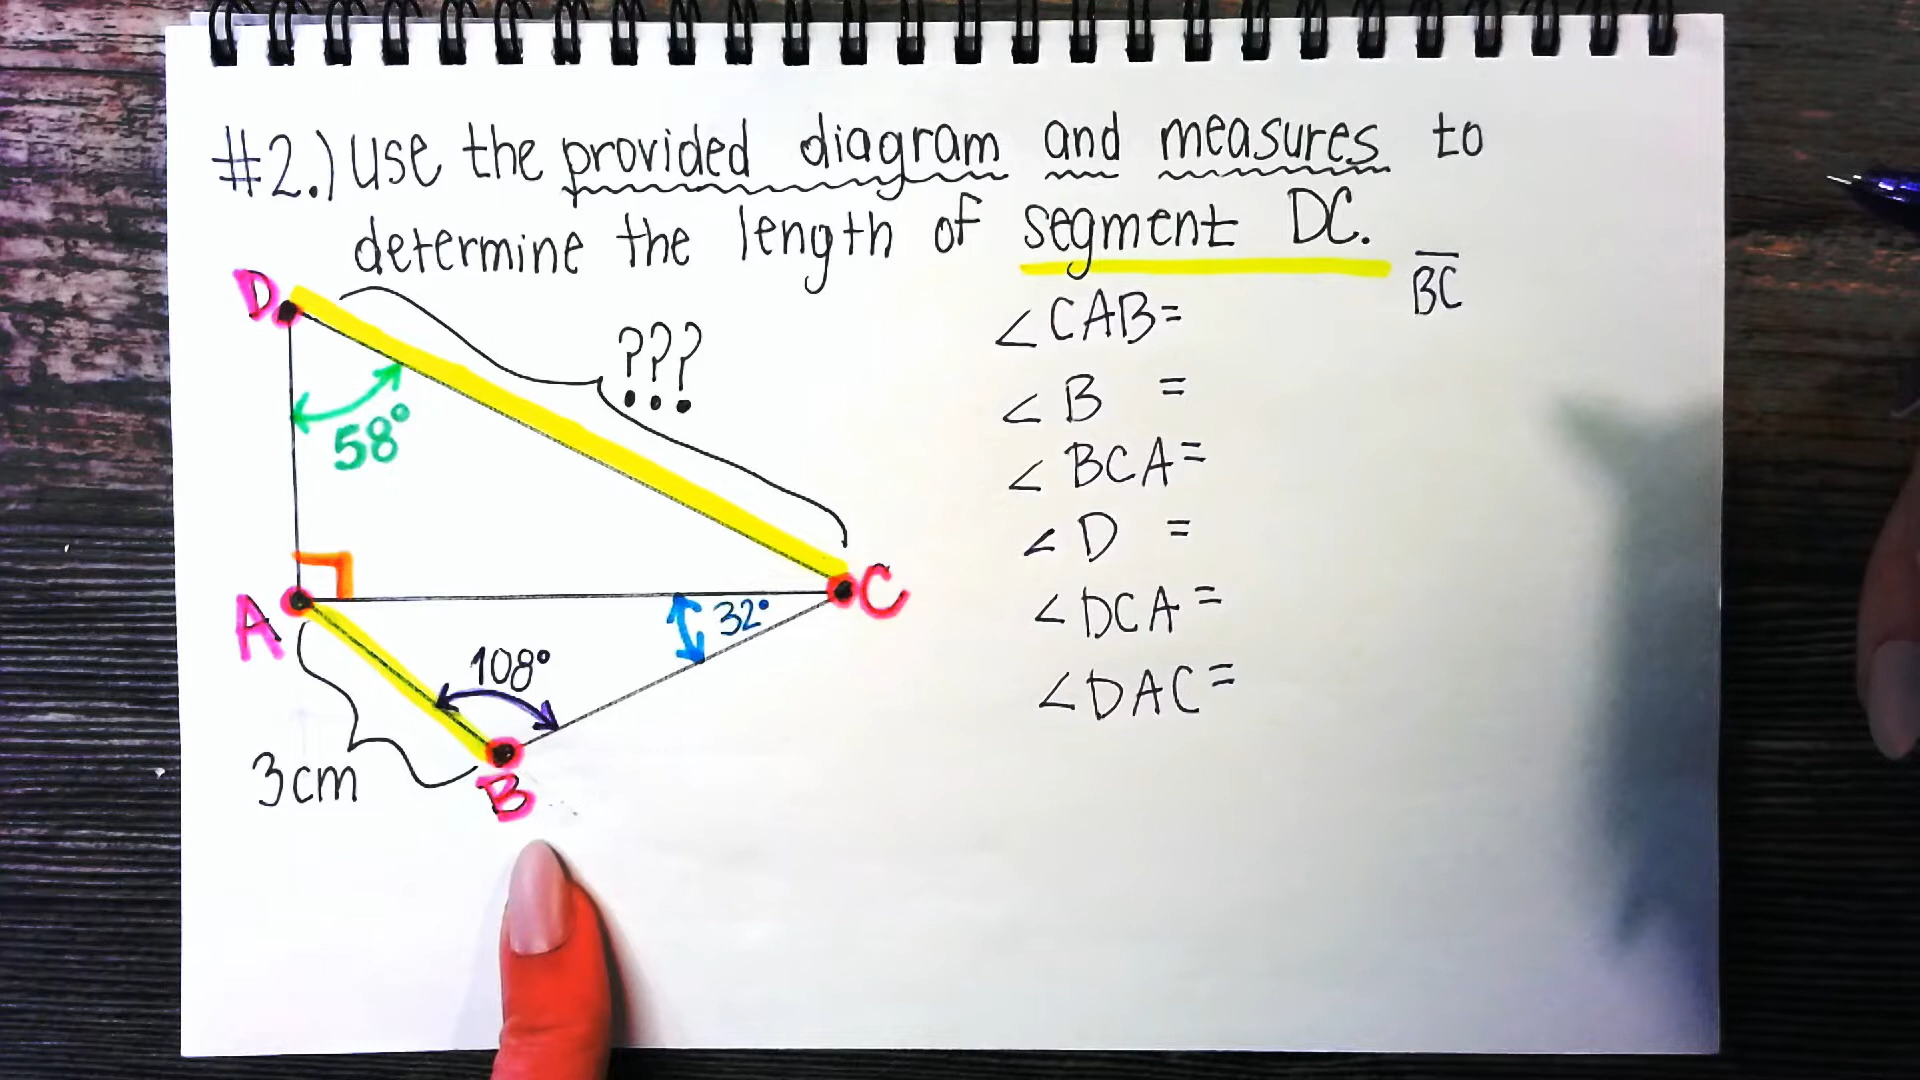 #2.) Use the provided diagram and measures to
determine the length of segment DC.
BC
D
???
58°
A
C
32°
108°
3cm
B
∠CAB=
∠B =
∠BCA=
∠D =
∠DCA=
∠DAC=